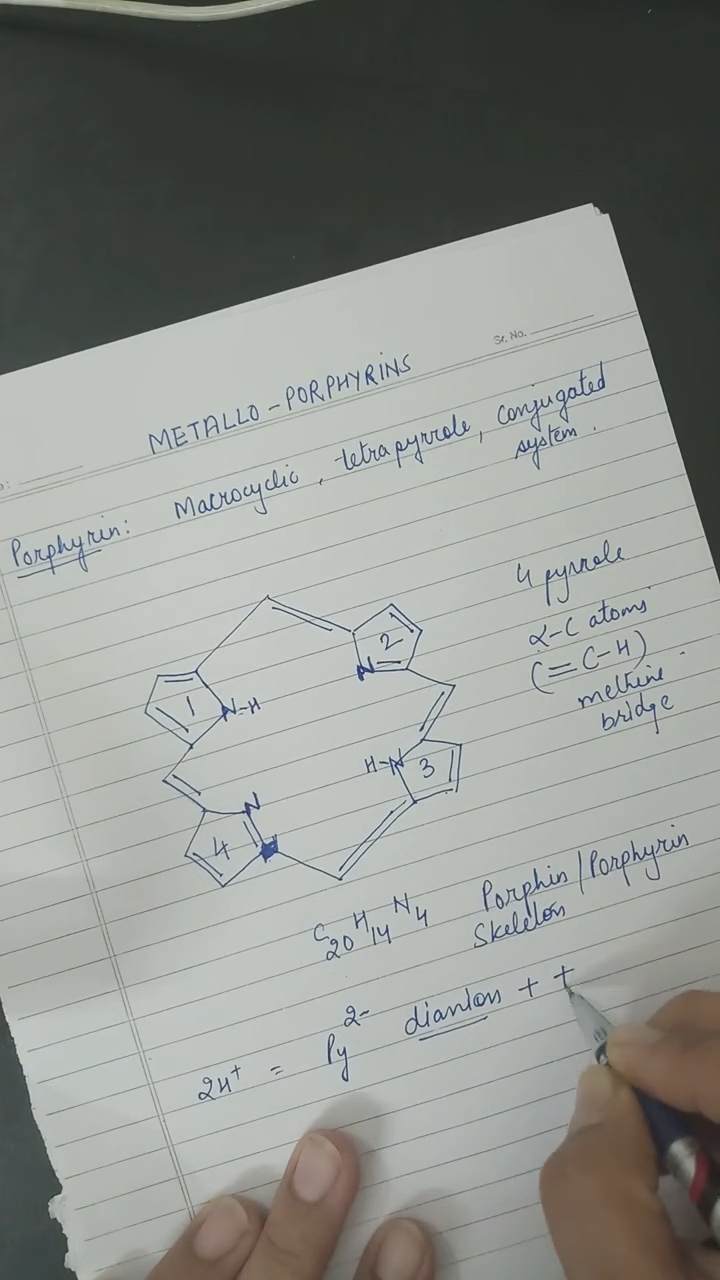 Sr. No.
METALLO - PORPHYRINS
Porphyrin: Macrocyclic, tetrapyrrole, conjugated
system.
4 pyrrole
α-C atoms
(=C-H)
methine
bridge
1
2
N
N-H
H-N
3
N
4
C20H14N4 Porphin/Porphyrin
Skeleton
2H⁺ = Py²⁻ dianion + +